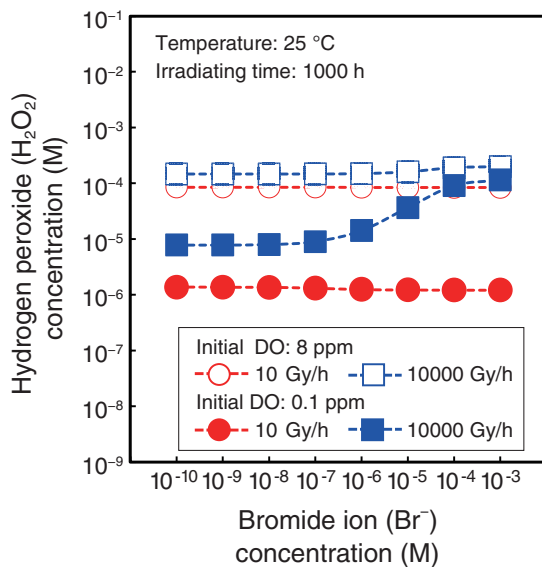 Hydrogen peroxide (H₂O₂)
concentration (M)
10⁻¹
10⁻²
10⁻³
10⁻⁴
10⁻⁵
10⁻⁶
10⁻⁷
10⁻⁸
10⁻⁹
Temperature: 25 °C
Irradiating time: 1000 h
Initial DO: 8 ppm
10 Gy/h 10000 Gy/h
Initial DO: 0.1 ppm
10 Gy/h 10000 Gy/h
10⁻¹⁰ 10⁻⁹ 10⁻⁸ 10⁻⁷ 10⁻⁶ 10⁻⁵ 10⁻⁴ 10⁻³
Bromide ion (Br⁻)
concentration (M)